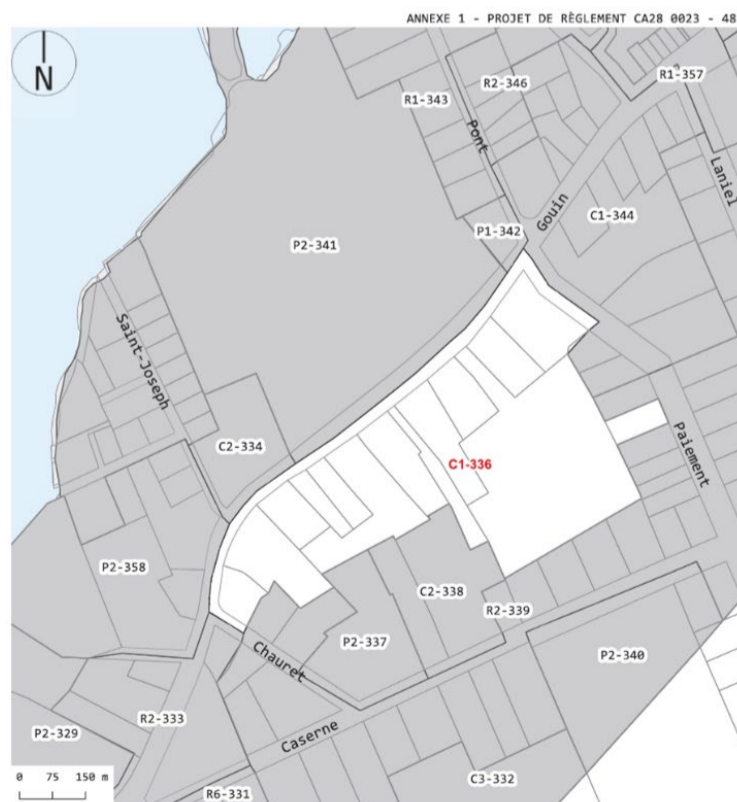 ANNEXE 1 - PROJET DE RÈGLEMENT CA28 0023 - 48
N
R1-357
R2-346
R1-343
Pont
Laniel
Gouin
C1-344
P1-342
P2-341
Saint-Joseph
C2-334
Paiement
C1-336
P2-358
C2-338
R2-339
P2-337
Chauret
P2-340
R2-333
P2-329
Caserne
C3-332
R6-331
0 75 150 m